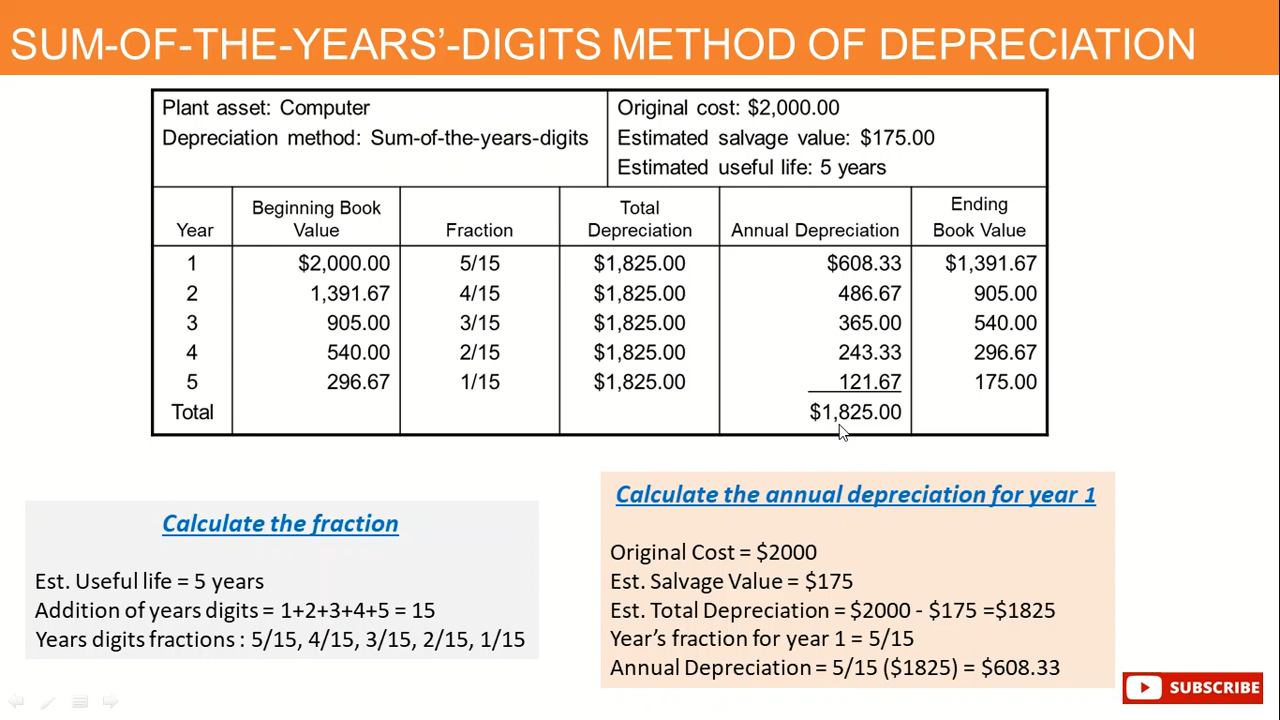 SUM-OF-THE-YEARS’-DIGITS METHOD OF DEPRECIATION
Plant asset: Computer
Depreciation method: Sum-of-the-years-digits
Original cost: $2,000.00
Estimated salvage value: $175.00
Estimated useful life: 5 years
Year Beginning Book Value Fraction Total Depreciation Annual Depreciation Ending Book Value
1 $2,000.00 5/15 $1,825.00 $608.33 $1,391.67
2 1,391.67 4/15 $1,825.00 486.67 905.00
3 905.00 3/15 $1,825.00 365.00 540.00
4 540.00 2/15 $1,825.00 243.33 296.67
5 296.67 1/15 $1,825.00 121.67 175.00
Total $1,825.00
Calculate the fraction
Est. Useful life = 5 years
Addition of years digits = 1+2+3+4+5 = 15
Years digits fractions : 5/15, 4/15, 3/15, 2/15, 1/15
Calculate the annual depreciation for year 1
Original Cost = $2000
Est. Salvage Value = $175
Est. Total Depreciation = $2000 - $175 =$1825
Year’s fraction for year 1 = 5/15
Annual Depreciation = 5/15 ($1825) = $608.33
SUBSCRIBE